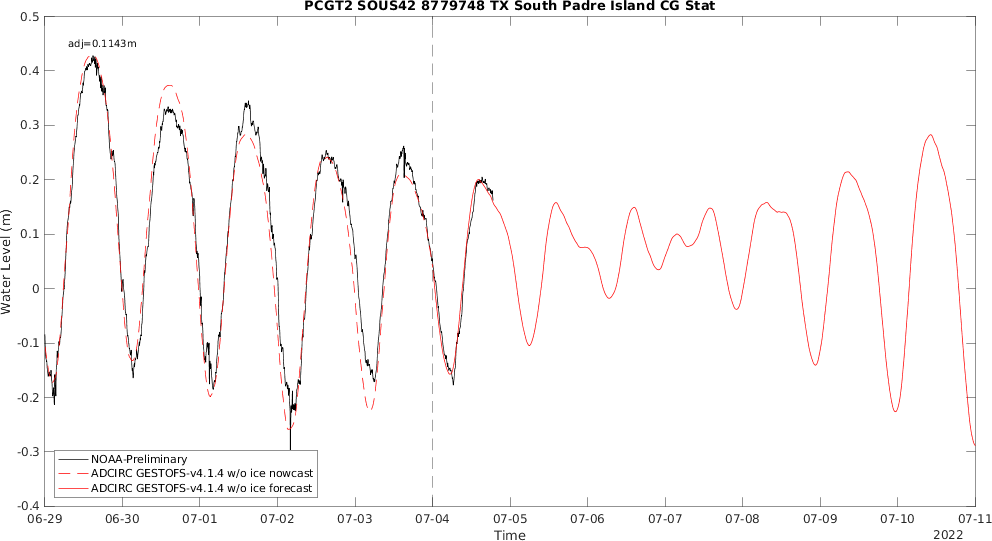 PCGT2 SOUS42 8779748 TX South Padre Island CG Stat
adj=0.1143m
Water Level (m)
0.5
0.4
0.3
0.2
0.1
0
-0.1
-0.2
-0.3
-0.4
NOAA-Preliminary
ADCIRC GESTOFS-v4.1.4 w/o ice nowcast
ADCIRC GESTOFS-v4.1.4 w/o ice forecast
06-29 06-30 07-01 07-02 07-03 07-04 07-05 07-06 07-07 07-08 07-09 07-10 07-11
Time
2022